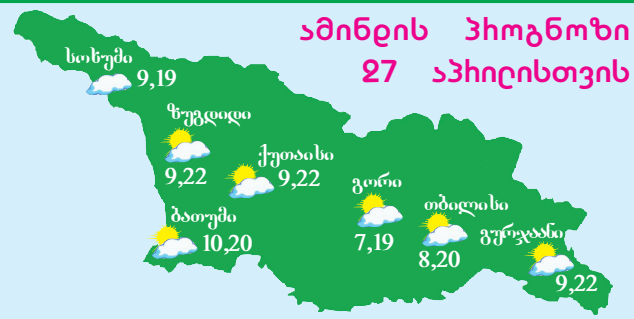 ამინდის პროგნოზი
27 აპრილისთვის
სოხუმი
9,19
ზუგდიდი
9,22
ქუთაისი
9,22
გორი
7,19
თბილისი
8,20
ბათუმი
10,20
გურჯაანი
9,22